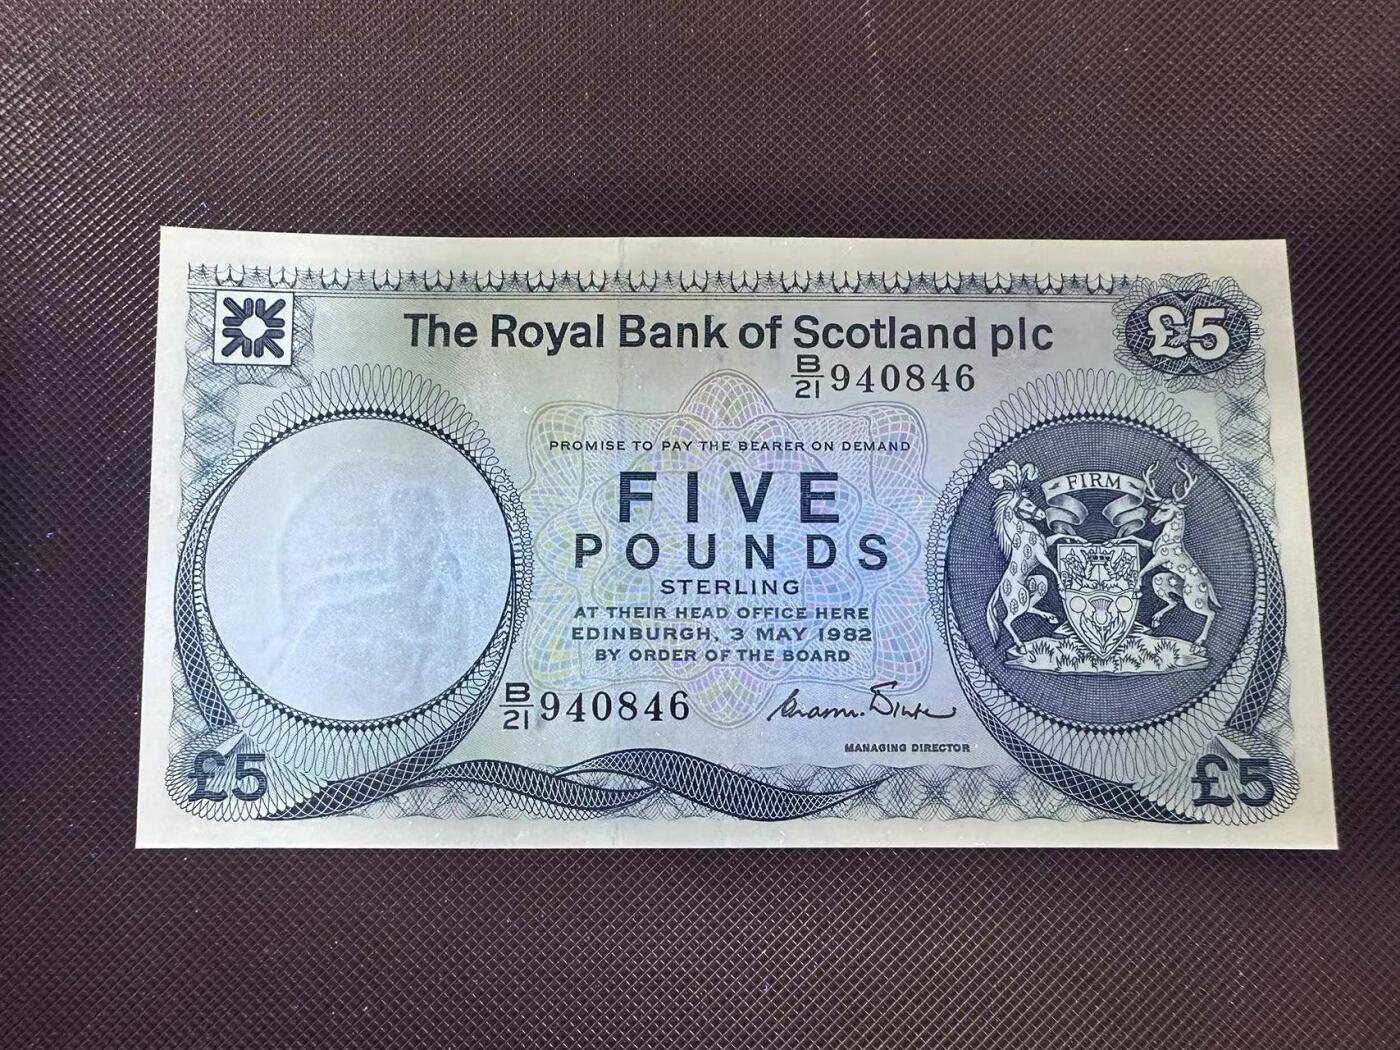 The Royal Bank of Scotland plc
£5
B/21 940846
PROMISE TO PAY THE BEARER ON DEMAND
FIVE
POUNDS
STERLING
AT THEIR HEAD OFFICE HERE
EDINBURGH, 3 MAY 1982
BY ORDER OF THE BOARD
FIRM
B/21 940846
MANAGING DIRECTOR
£5
£5